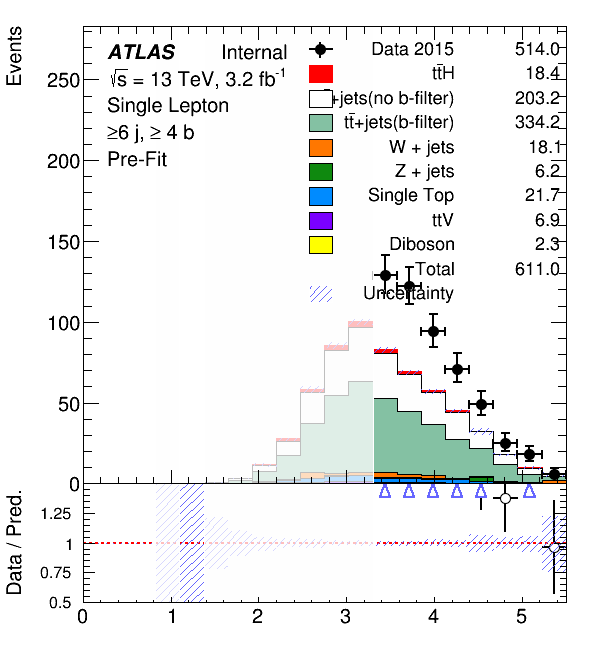 Events
ATLAS Internal
√s = 13 TeV, 3.2 fb-1
Single Lepton
≥6 j, ≥ 4 b
Pre-Fit
Data 2015 514.0
tt̄H 18.4
+jets(no b-filter) 203.2
tt̄+jets(b-filter) 334.2
W + jets 18.1
Z + jets 6.2
Single Top 21.7
ttV 6.9
Diboson 2.3
Total 611.0
Uncertainty
250
200
150
100
50
0
Data / Pred.
1.25
1
0.75
0.5
0 1 2 3 4 5